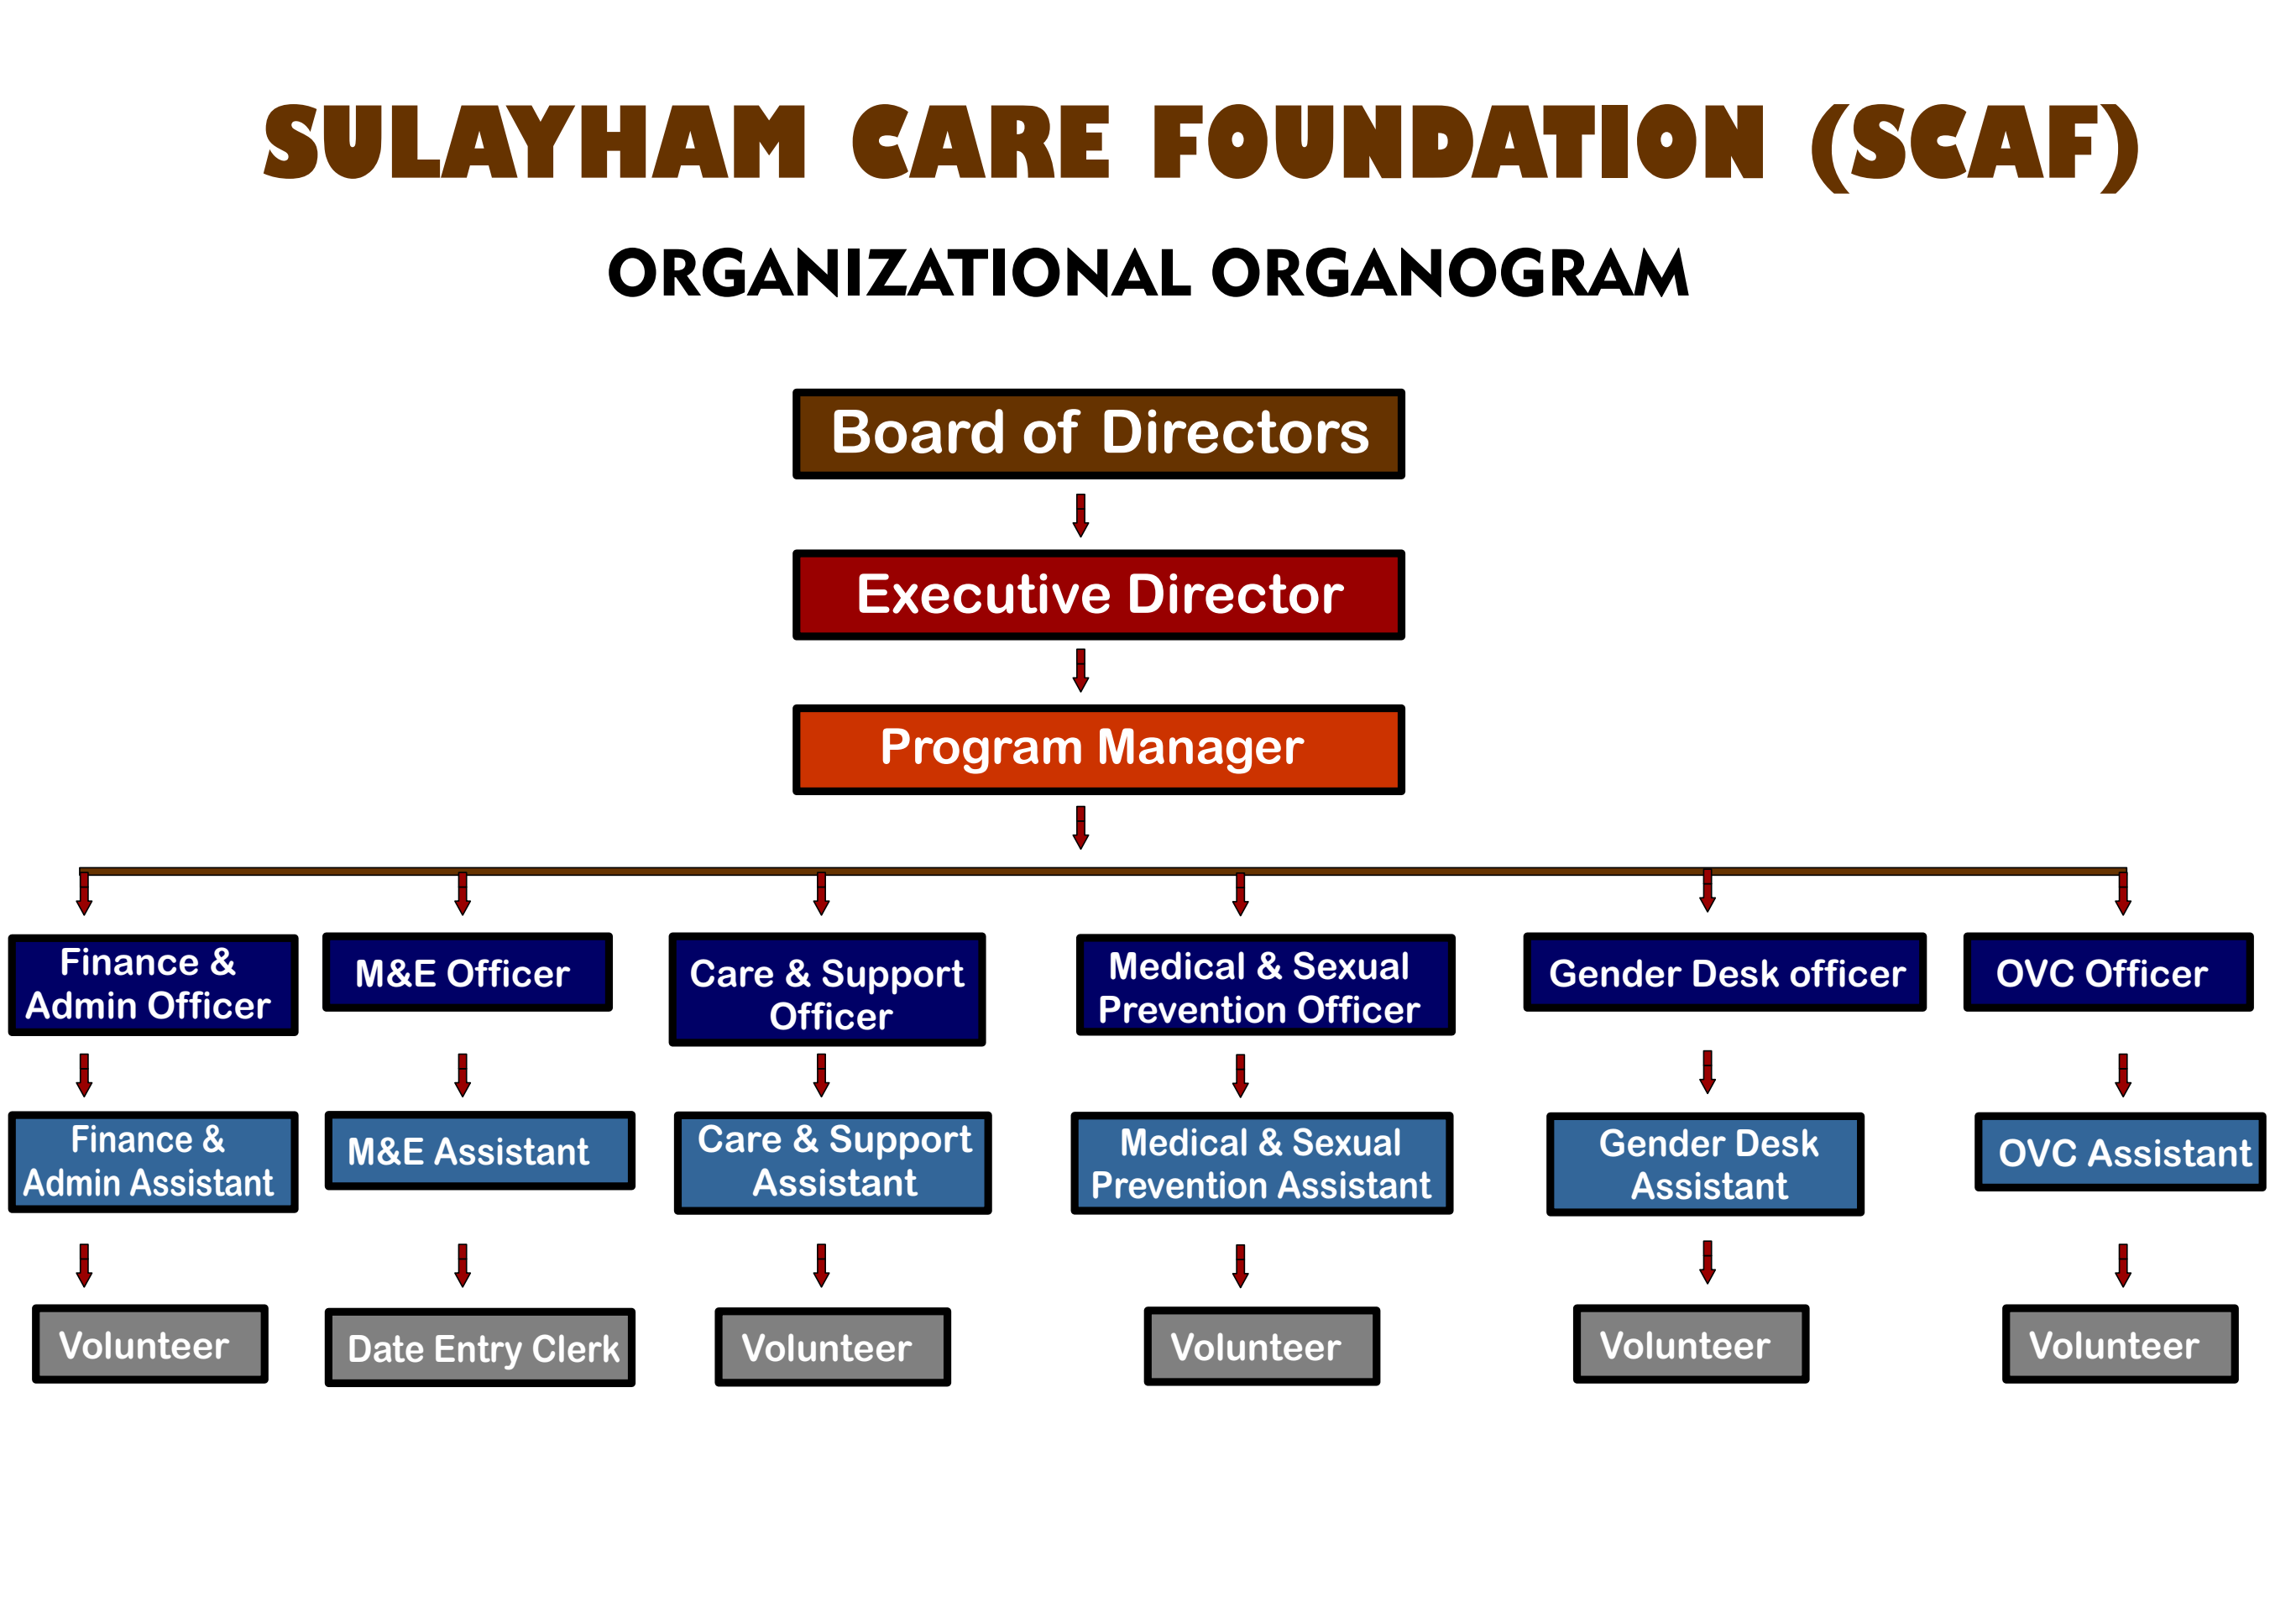 SULAYHAM CARE FOUNDATION (SCAF)
ORGANIZATIONAL ORGANOGRAM
Board of Directors
Executive Director
Program Manager
Finance &
Admin Officer
M&E Officer
Care & Support
Officer
Medical & Sexual
Prevention Officer
Gender Desk officer
OVC Officer
Finance &
Admin Assistant
M&E Assistant
Care & Support
Assistant
Medical & Sexual
Prevention Assistant
Gender Desk
Assistant
OVC Assistant
Volunteer
Date Entry Clerk
Volunteer
Volunteer
Volunteer
Volunteer